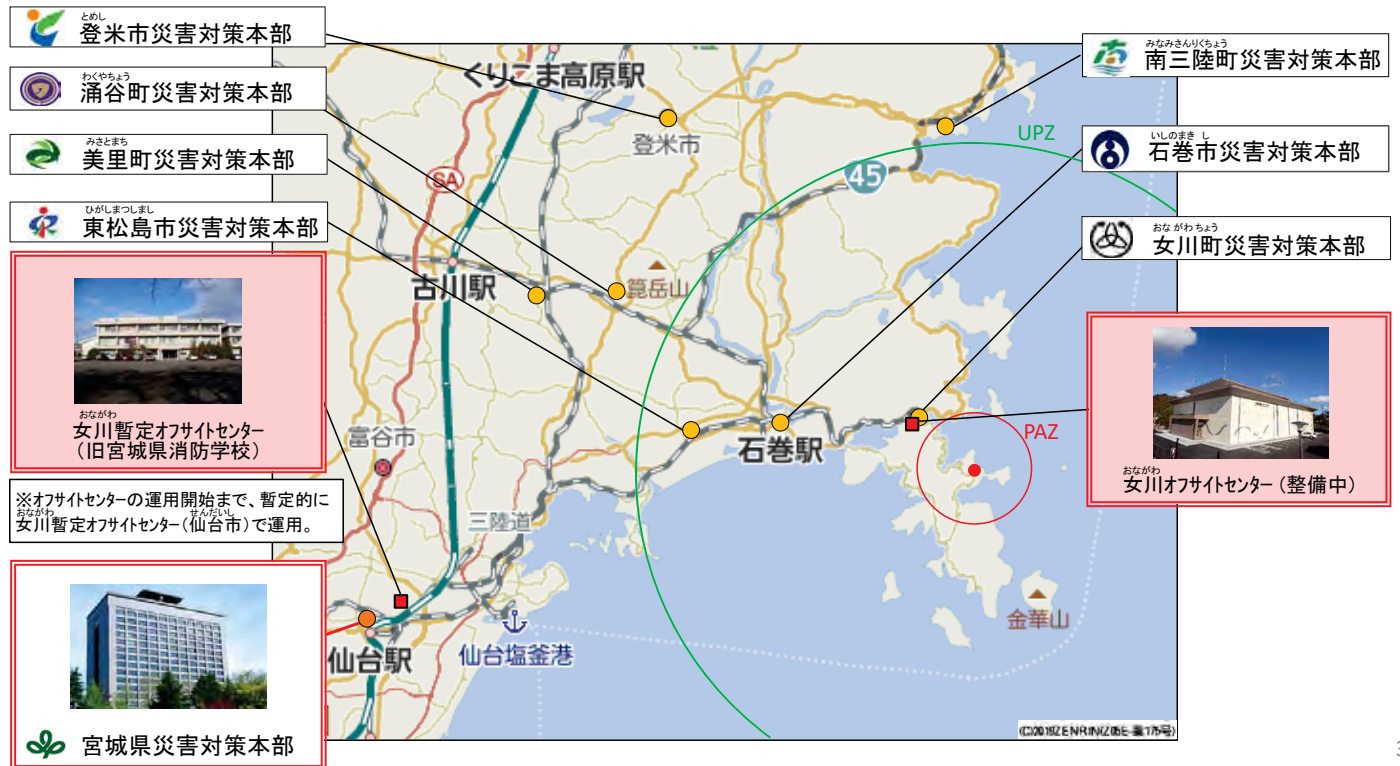 とめし
登米市災害対策本部
わくやちょう
涌谷町災害対策本部
みさとまち
美里町災害対策本部
ひがしまつしまし
東松島市災害対策本部
おながわ
女川暫定オフサイトセンター
（旧宮城県消防学校）
※オフサイトセンターの運用開始まで、暫定的に
おながわ せんだいし
女川暫定オフサイトセンター（仙台市）で運用。
宮城県災害対策本部
くりこま高原駅
登米市
SA
古川駅
箟岳山
富谷市
三陸道
仙台駅
仙台塩釜港
石巻駅
45
UPZ
PAZ
金華山
みなみさんりくちょう
南三陸町災害対策本部
いしのまき し
石巻市災害対策本部
おながわちょう
女川町災害対策本部
おながわ
女川オフサイトセンター（整備中）
3